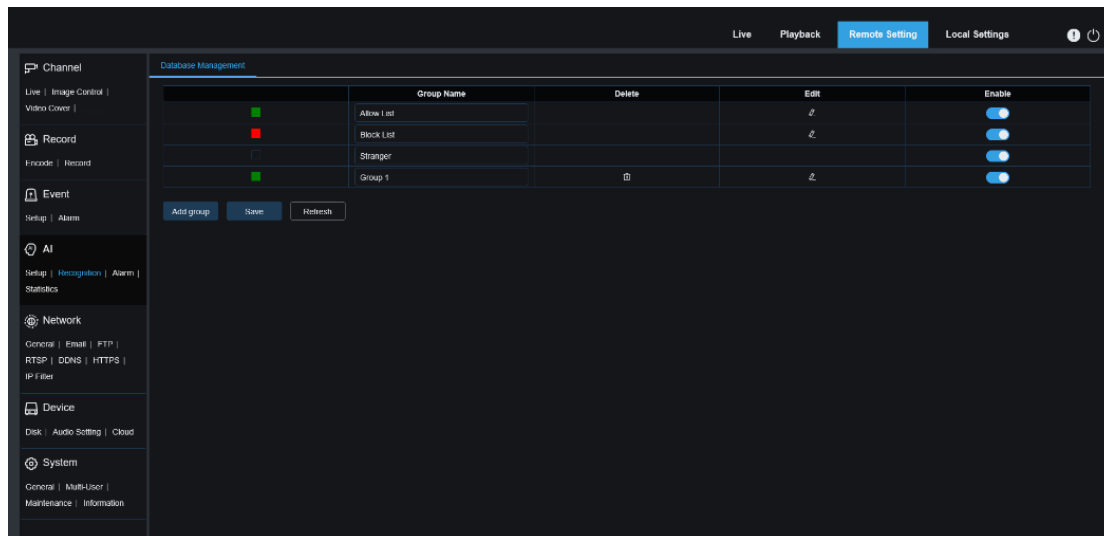 Live Playback Remote Setting Local Settings
Channel
Live | Image Control |
Video Cover |
Record
Encode | Record
Event
Setup | Alarm
AI
Setup | Recognition | Alarm |
Statistics
Network
General | Email | FTP |
RTSP | DDNS | HTTPS |
IP Filter
Device
Disk | Audio Setting | Cloud
System
General | Multi-User |
Maintenance | Information
Database Management
Group Name Delete Edit Enable
Allow List
Block List
Stranger
Group 1
Add group Save Refresh